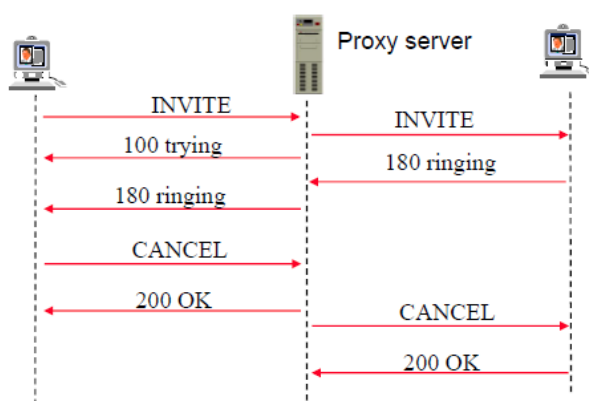 Proxy server
INVITE
INVITE
100 trying
180 ringing
180 ringing
CANCEL
200 OK
CANCEL
200 OK